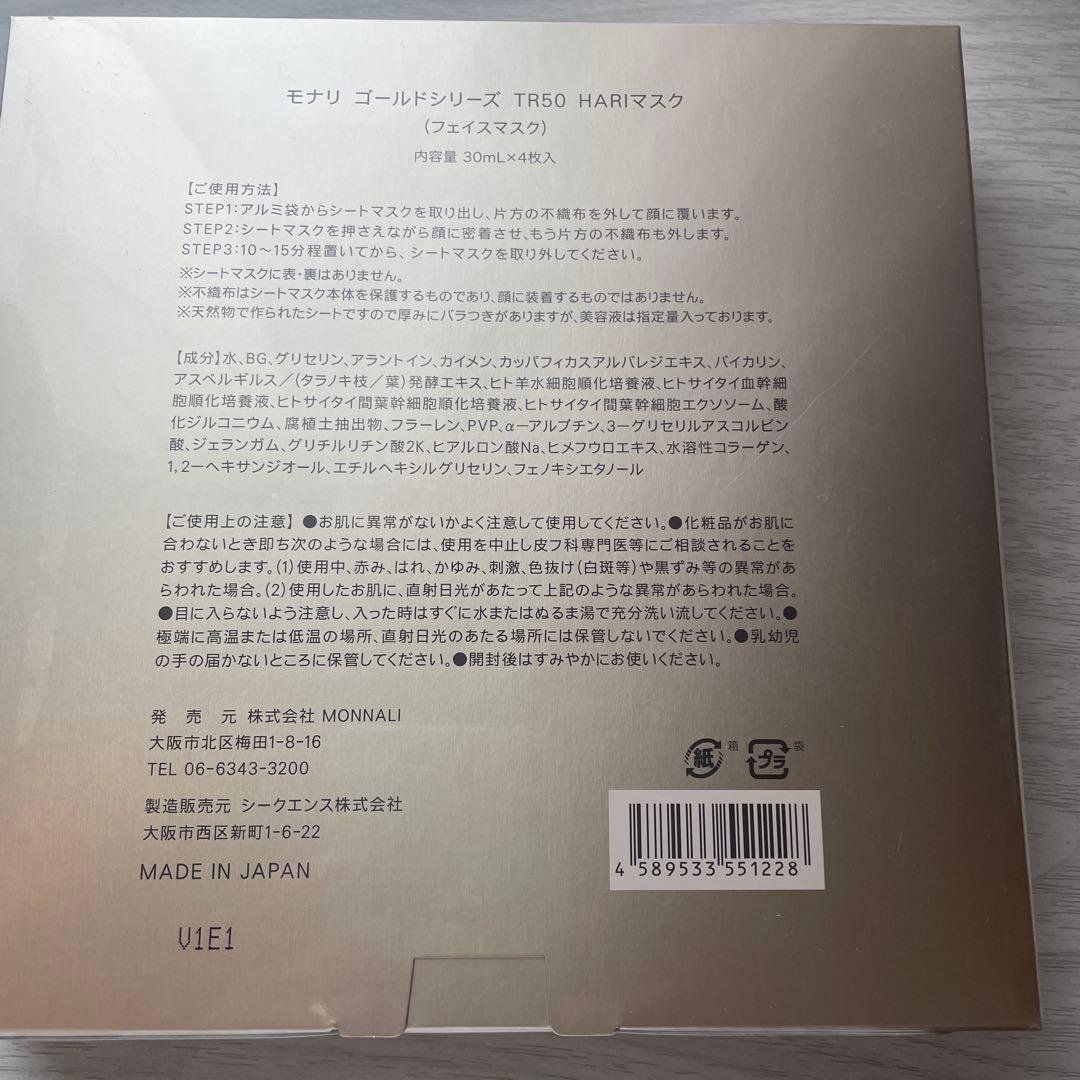 モナリ ゴールドシリーズ TR50 HARIマスク
(フェイスマスク)
内容量 30mL×4枚入
【ご使用方法】
STEP1:アルミ袋からシートマスクを取り出し、片方の不織布を外して顔に覆います。
STEP2:シートマスクを押さえながら顔に密着させ、もう片方の不織布も外します。
STEP3:10〜15分程置いてから、シートマスクを取り外してください。
※シートマスクに表・裏はありません。
※不織布はシートマスク本体を保護するものであり、顔に装着するものではありません。
※天然物で作られたシートですので厚みにバラつきがありますが、美容液は指定量入っております。
【成分】水、BG、グリセリン、アラントイン、カイメン、カッパフィカスアルバレジエキス、バイカリン、
アスペルギルス／(タラノキ枝／葉)発酵エキス、ヒト羊水細胞順化培養液、ヒトサイタイ血幹細
胞順化培養液、ヒトサイタイ間葉幹細胞順化培養液、ヒトサイタイ間葉幹細胞エクソソーム、酸
化ジルコニウム、腐植土抽出物、フラーレン、PVP、α－アルブチン、3－グリセリルアスコルビン
酸、ジェランガム、グリチルリチン酸2K、ヒアルロン酸Na、ヒメフウロエキス、水溶性コラーゲン、
1,2－ヘキサンジオール、エチルヘキシルグリセリン、フェノキシエタノール
【ご使用上の注意】●お肌に異常がないかよく注意して使用してください。●化粧品がお肌に
合わないとき即ち次のような場合には、使用を中止し皮フ科専門医等にご相談されることを
おすすめします。(1)使用中、赤み、はれ、かゆみ、刺激、色抜け(白斑等)や黒ずみ等の異常があ
らわれた場合。(2)使用したお肌に、直射日光があたって上記のような異常があらわれた場合。
●目に入らないよう注意し、入った時はすぐに水またはぬるま湯で充分洗い流してください。●
極端に高温または低温の場所、直射日光のあたる場所には保管しないでください。●乳幼児
の手の届かないところに保管してください。●開封後はすみやかにお使いください。
発 売 元 株式会社 MONNALI
大阪市北区梅田1-8-16
TEL 06-6343-3200
製造販売元 シークエンス株式会社
大阪市西区新町1-6-22
MADE IN JAPAN
紙 箱 プラ 袋
4 589533 551228
V1E1